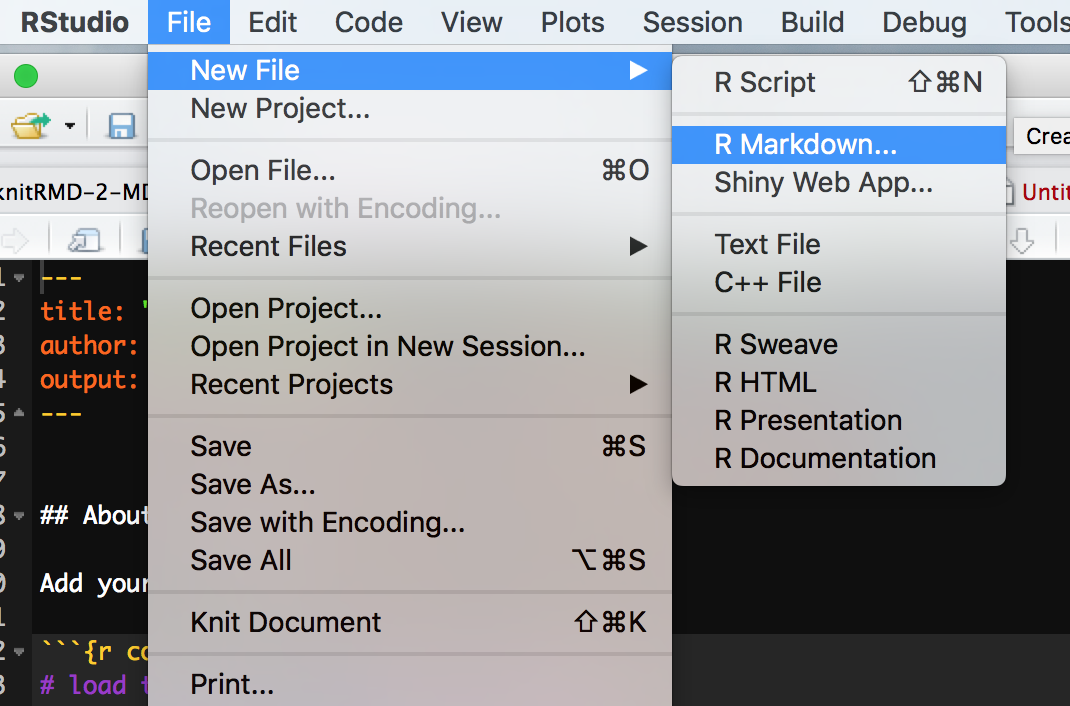 RStudio File Edit Code View Plots Session Build Debug Tools
New File
New Project...
Open File... ⌘O
Reopen with Encoding...
Recent Files
Open Project...
Open Project in New Session...
Recent Projects
Save ⌘S
Save As...
Save with Encoding...
Save All ⌥⌘S
Knit Document ⇧⌘K
Print...
R Script ⇧⌘N
R Markdown...
Shiny Web App...
Text File
C++ File
R Sweave
R HTML
R Presentation
R Documentation
Crea
knitRMD-2-MD
Untit
1 ---
2 title: "
3 author:
4 output:
5 ---
6
7
8 ## About
9
0 Add your
1
2 ```{r co
3 # load t